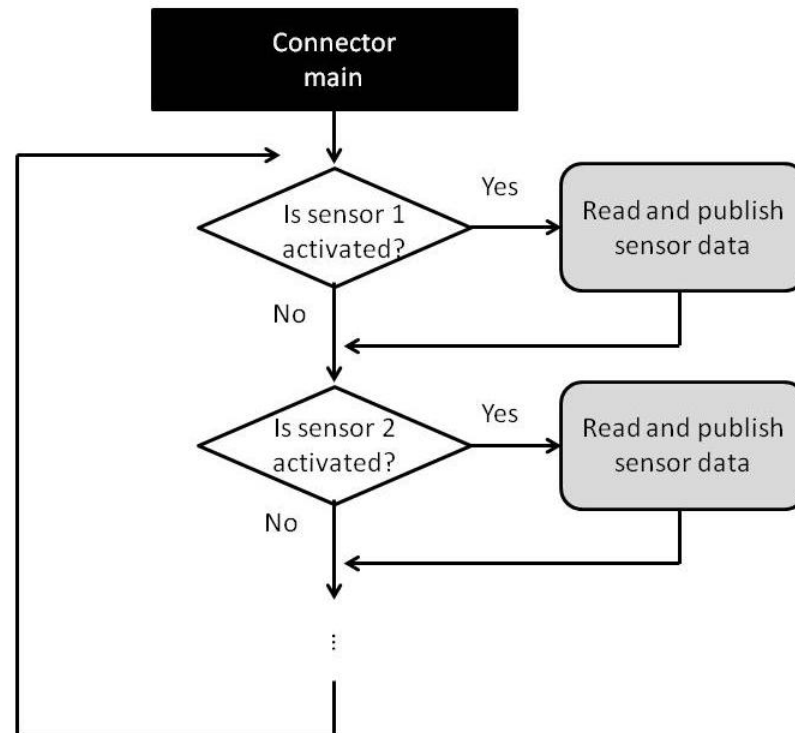 Connector
main
Is sensor 1
activated?
Yes
Read and publish
sensor data
No
Is sensor 2
activated?
Yes
Read and publish
sensor data
No
...